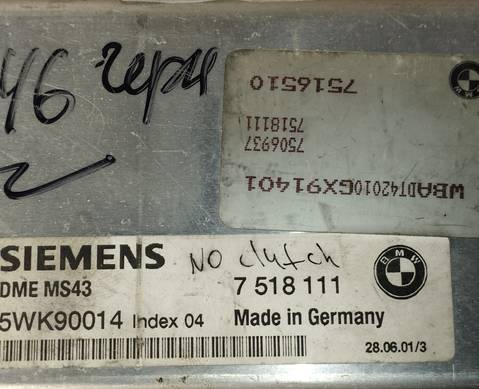 46 черн
WBADT42010GX91401
7506937
7518111
7516510
SIEMENS
No clutch
BMW
DME MS43
7 518 111
5WK90014 Index 04
Made in Germany
28.06.01/3